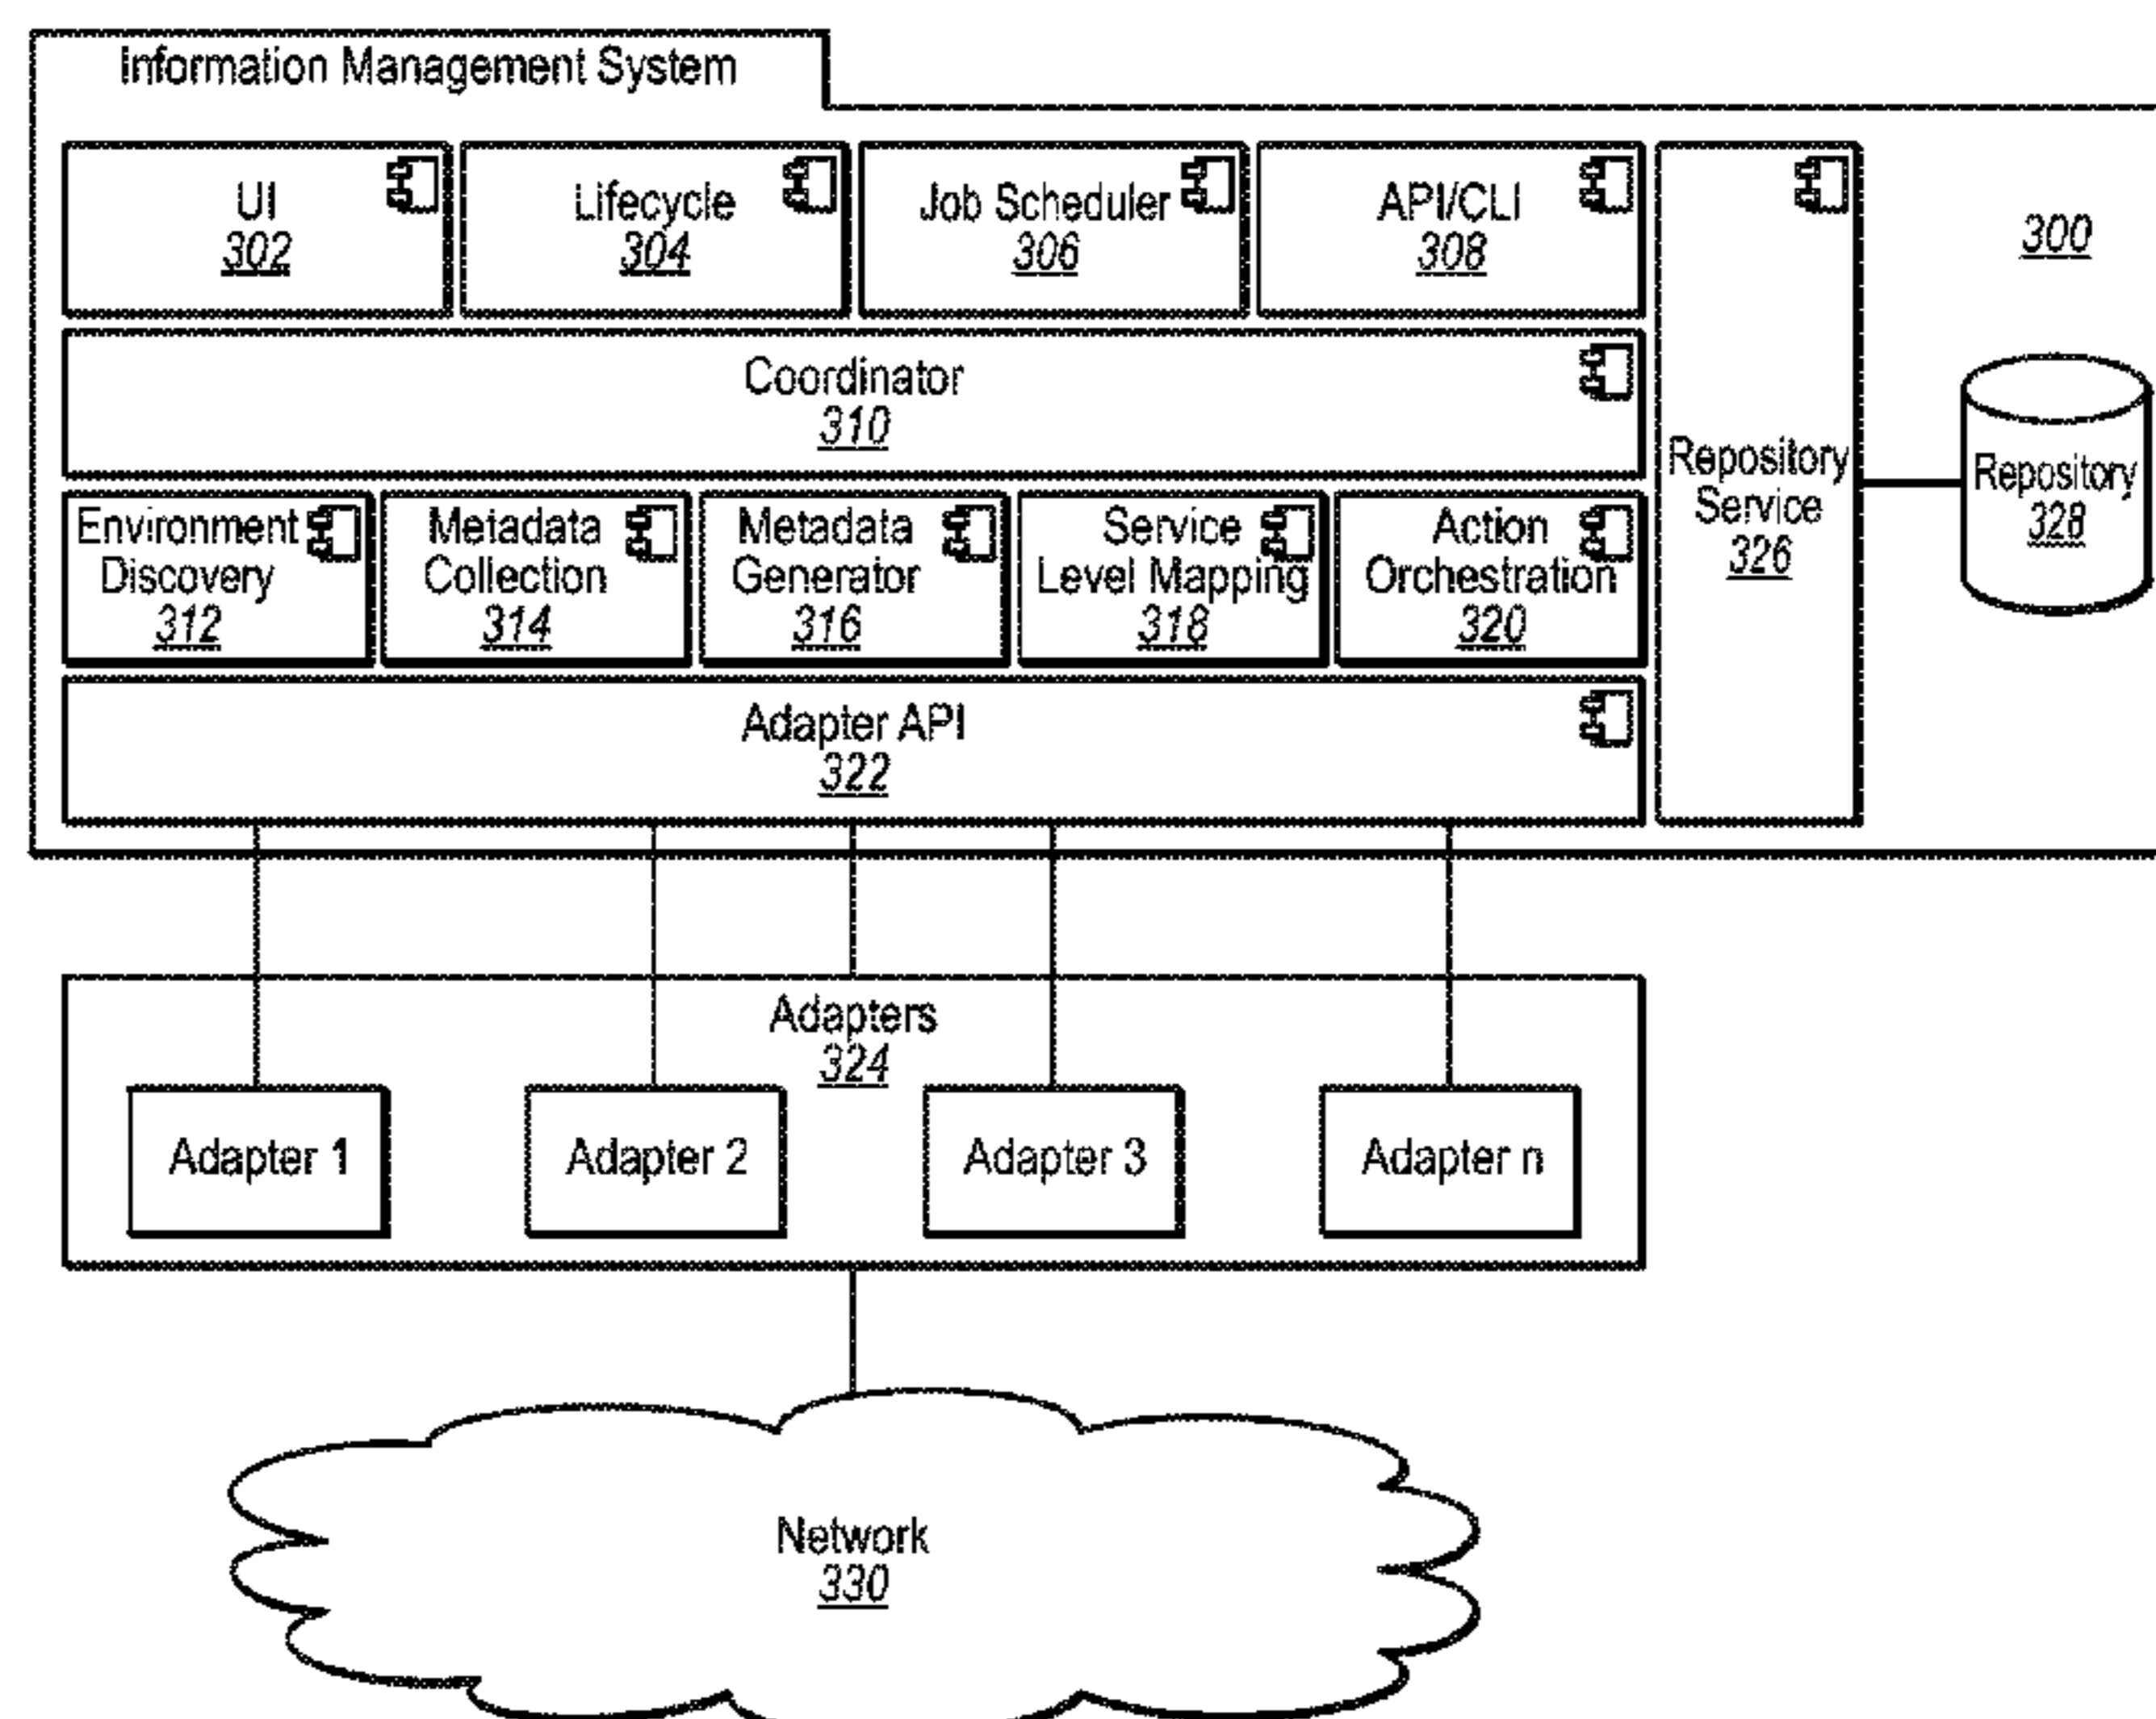 Information Management System
UI
302
Lifecycle
304
Job Scheduler
306
API/CLI
308
300
Coordinator
310
Environment
Discovery
312
Metadata
Collection
314
Metadata
Generator
316
Service
Level Mapping
318
Action
Orchestration
320
Repository
Service
326
Repository
328
Adapter API
322
Adapters
324
Adapter 1
Adapter 2
Adapter 3
Adapter n
Network
330